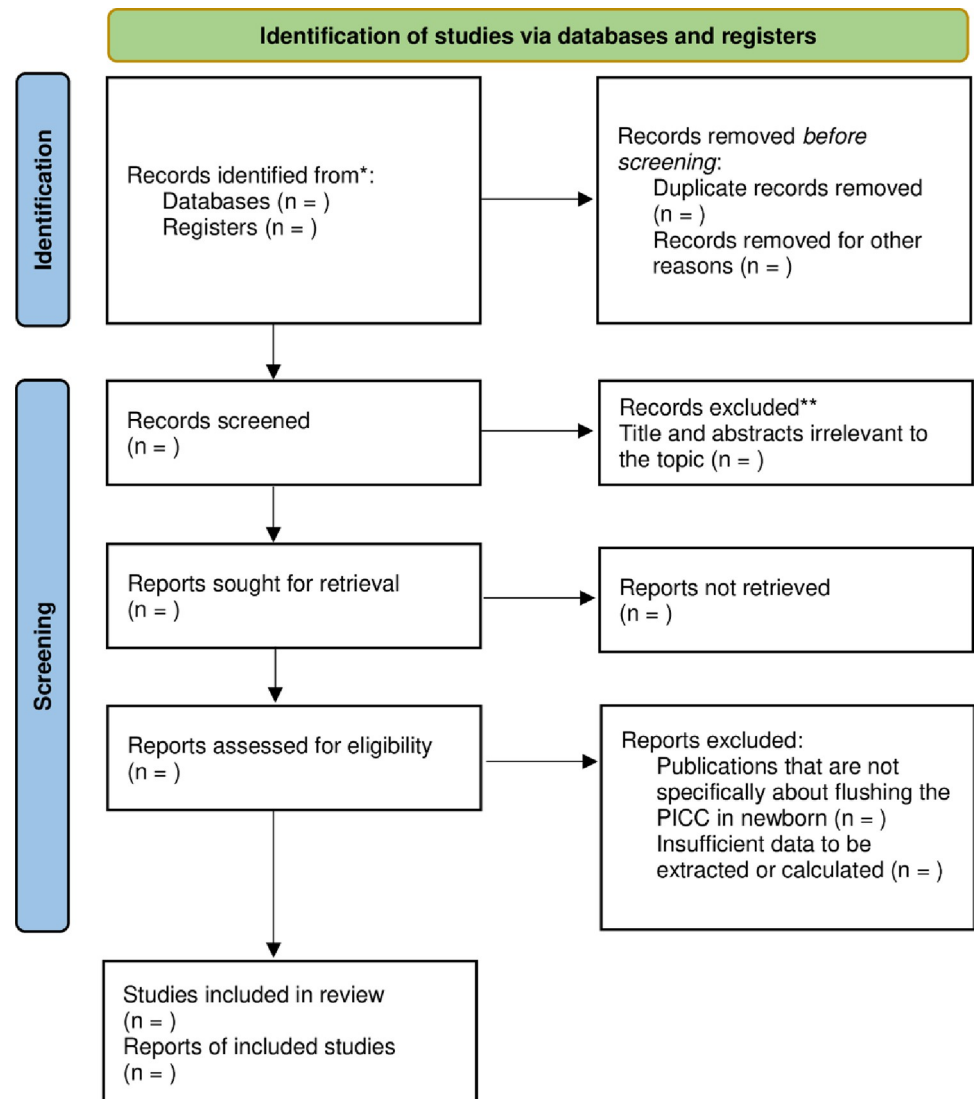 Identification of studies via databases and registers
Identification
Records identified from*:
Databases (n = )
Registers (n = )
Records removed before
screening:
Duplicate records removed
(n = )
Records removed for other
reasons (n = )
Screening
Records screened
(n = )
Records excluded**
Title and abstracts irrelevant to
the topic (n = )
Reports sought for retrieval
(n = )
Reports not retrieved
(n = )
Reports assessed for eligibility
(n = )
Reports excluded:
Publications that are not
specifically about flushing the
PICC in newborn (n = )
Insufficient data to be
extracted or calculated (n = )
Studies included in review
(n = )
Reports of included studies
(n = )